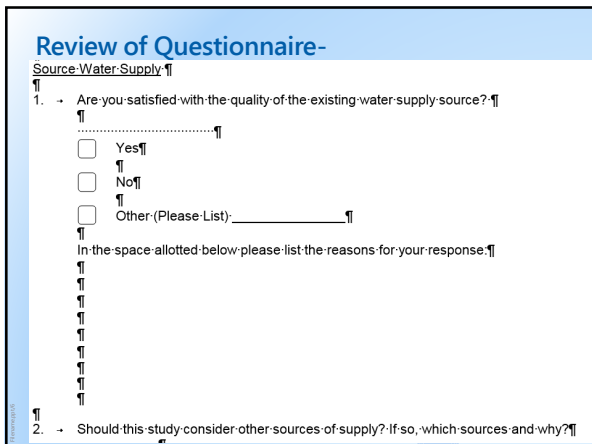 Review of Questionnaire-
Source·Water·Supply·¶
¶
1. → Are·you·satisfied·with·the·quality·of·the·existing·water·supply·source?·¶
¶
···································¶
Yes¶
¶
No¶
¶
Other·(Please·List)·_________________¶
¶
In·the·space·allotted·below·please·list·the·reasons·for·your·response:¶
¶
¶
¶
¶
¶
¶
¶
¶
¶
¶
2. → Should·this·study·consider·other·sources·of·supply?·If·so,·which·sources·and·why?¶
¶